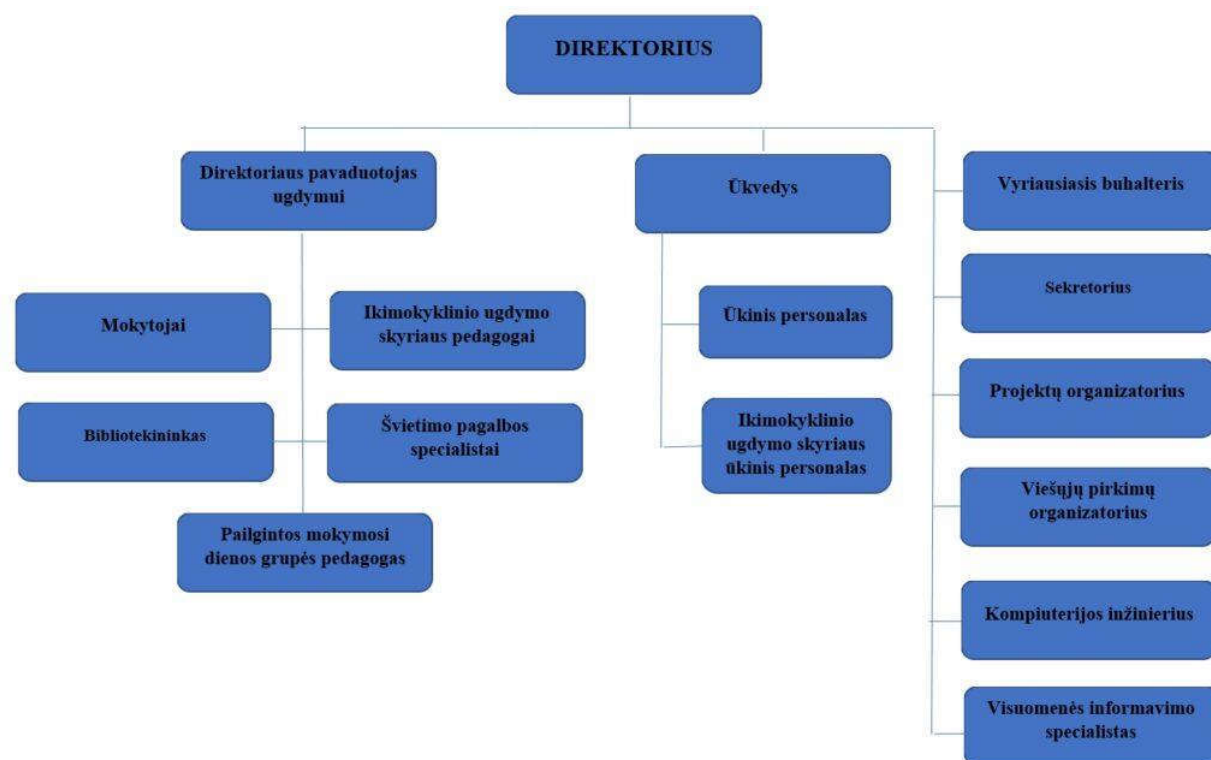 DIREKTORIUS
Direktoriaus pavaduotojas
ugdymui
Ūkvedys
Vyriausiasis buhalteris
Sekretorius
Mokytojai
Ikimokyklinio ugdymo
skyriaus pedagogai
Ūkinis personalas
Projektų organizatorius
Bibliotekininkas
Švietimo pagalbos
specialistai
Ikimokyklinio
ugdymo skyriaus
ūkinis personalas
Viešųjų pirkimų
organizatorius
Pailgintos mokymosi
dienos grupės pedagogas
Kompiuterijos inžinierius
Visuomenės informavimo
specialistas